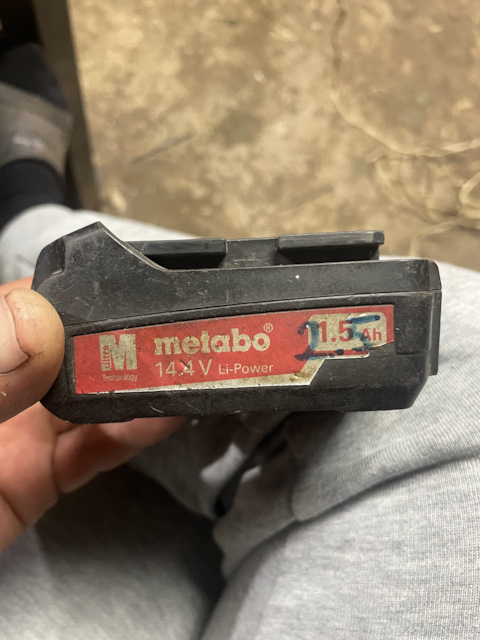 Ultra M
Technology
metabo®
14.4 V Li-Power
1.5 Ah
2.5